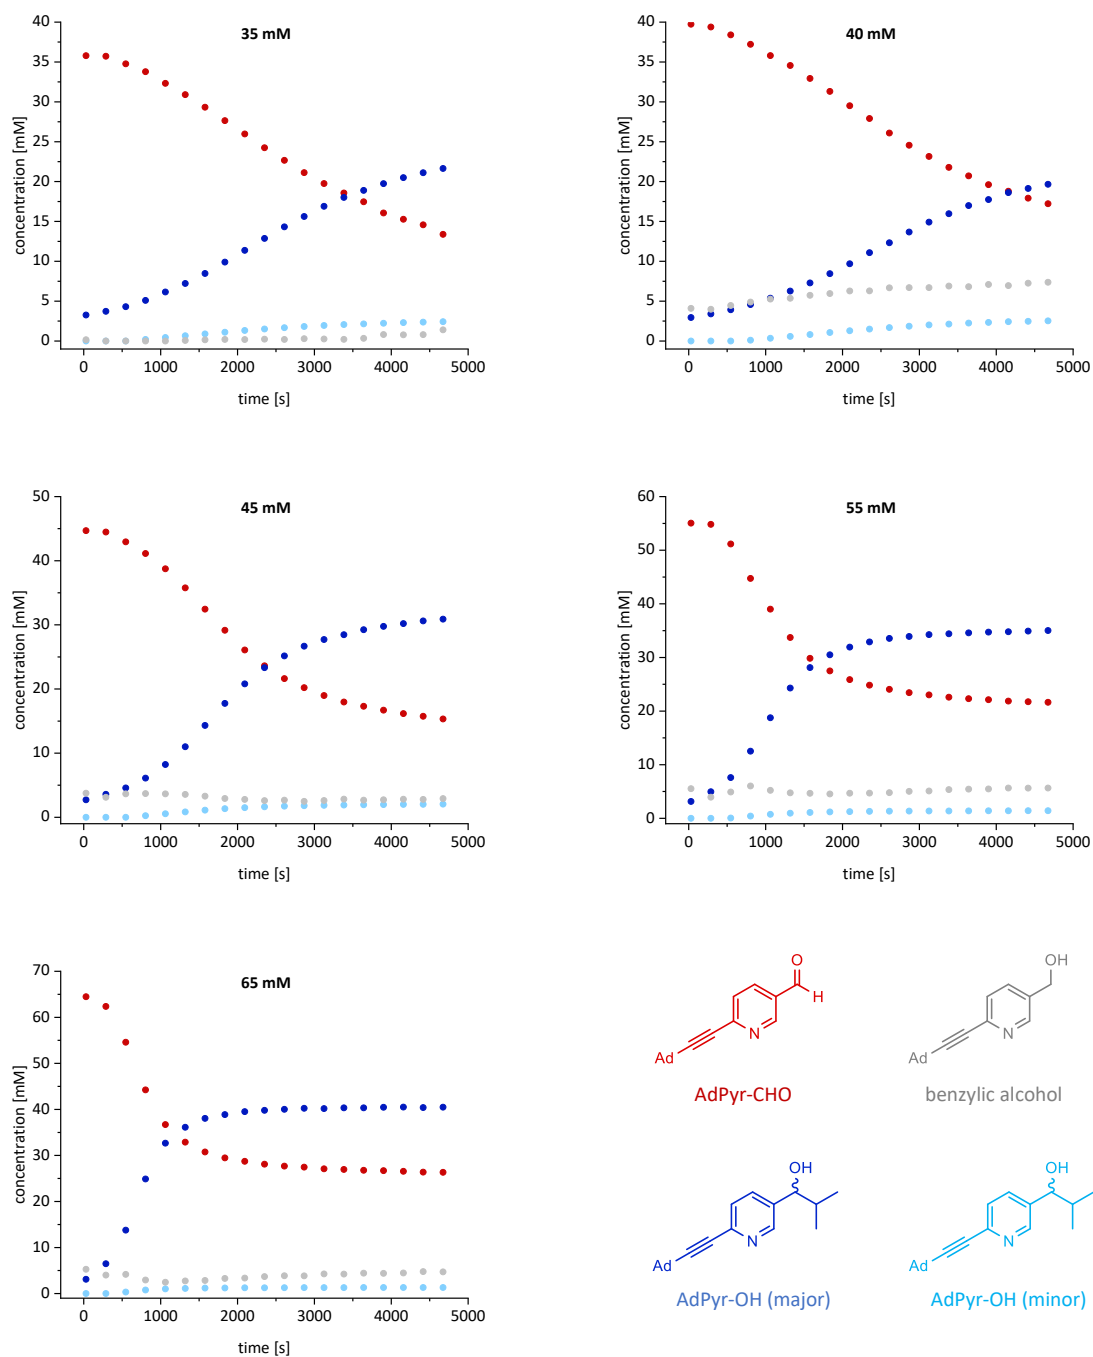 35 mM
concentration [mM]
40
35
30
25
20
15
10
5
0
0 1000 2000 3000 4000 5000
time [s]
40 mM
concentration [mM]
40
35
30
25
20
15
10
5
0
0 1000 2000 3000 4000 5000
time [s]
45 mM
concentration [mM]
50
40
30
20
10
0
0 1000 2000 3000 4000 5000
time [s]
55 mM
concentration [mM]
60
50
40
30
20
10
0
0 1000 2000 3000 4000 5000
time [s]
65 mM
concentration [mM]
70
60
50
40
30
20
10
0
0 1000 2000 3000 4000 5000
time [s]
O
H
N
Ad
AdPyr-CHO
OH
N
Ad
benzylic alcohol
OH
N
Ad
AdPyr-OH (major)
OH
N
Ad
AdPyr-OH (minor)